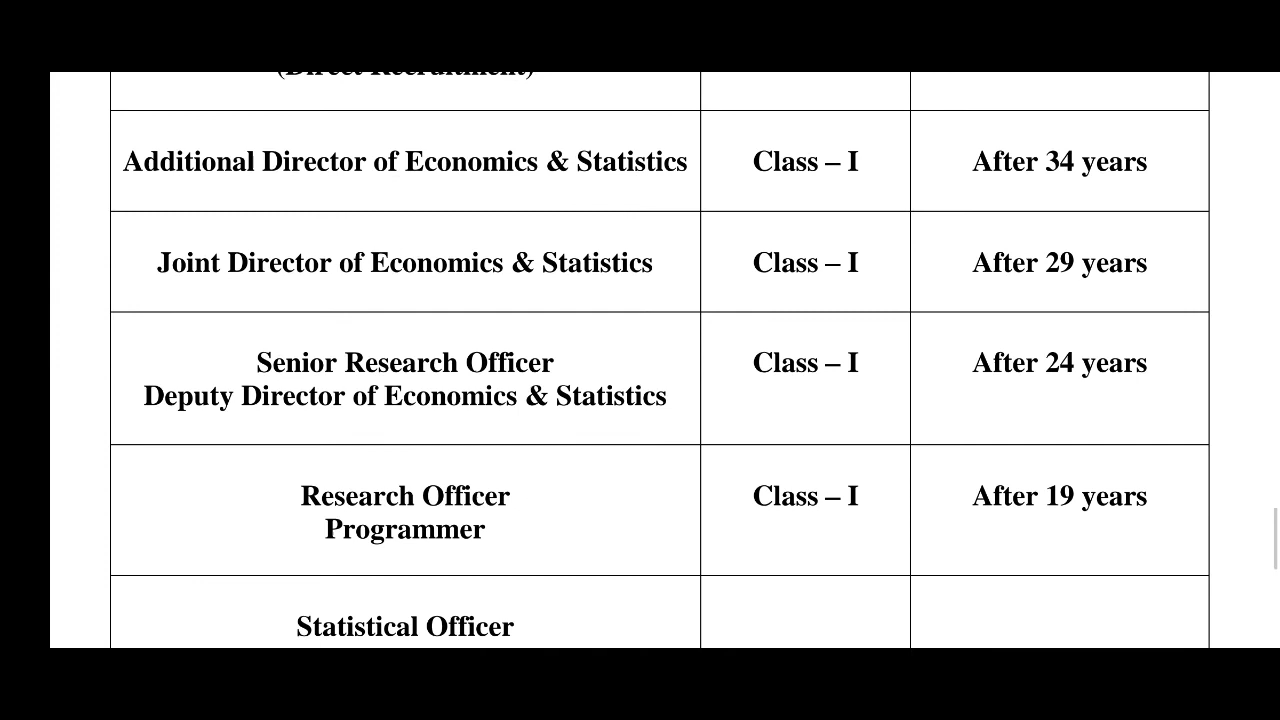 (Direct Recruitment)
Additional Director of Economics & Statistics Class – I After 34 years
Joint Director of Economics & Statistics Class – I After 29 years
Senior Research Officer Class – I After 24 years
Deputy Director of Economics & Statistics
Research Officer Class – I After 19 years
Programmer
Statistical Officer